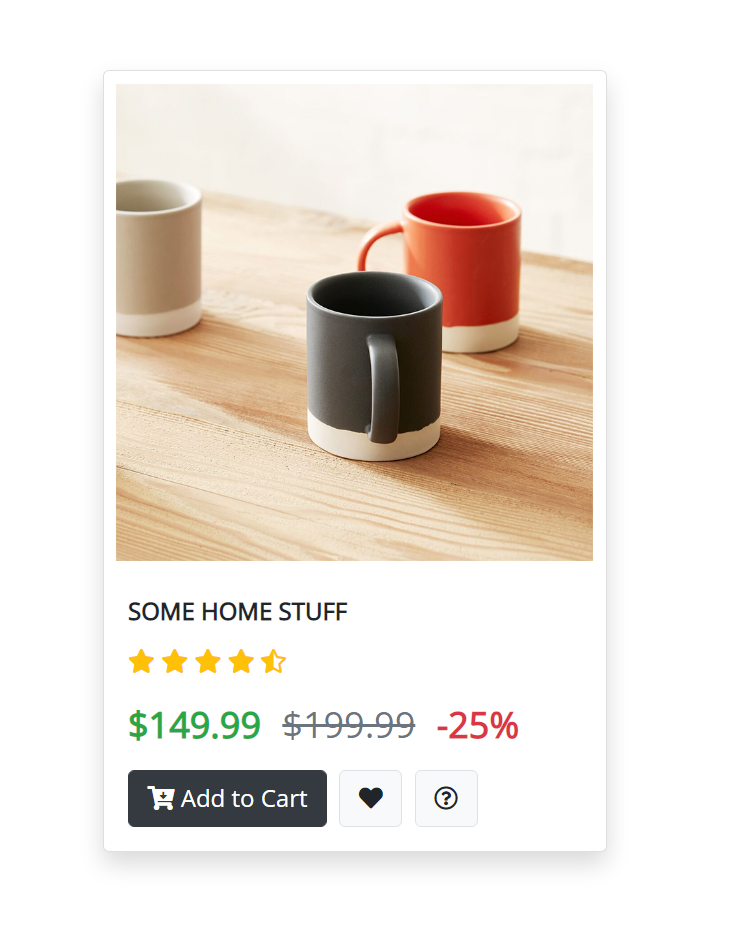 SOME HOME STUFF
$149.99 $199.99 -25%
Add to Cart